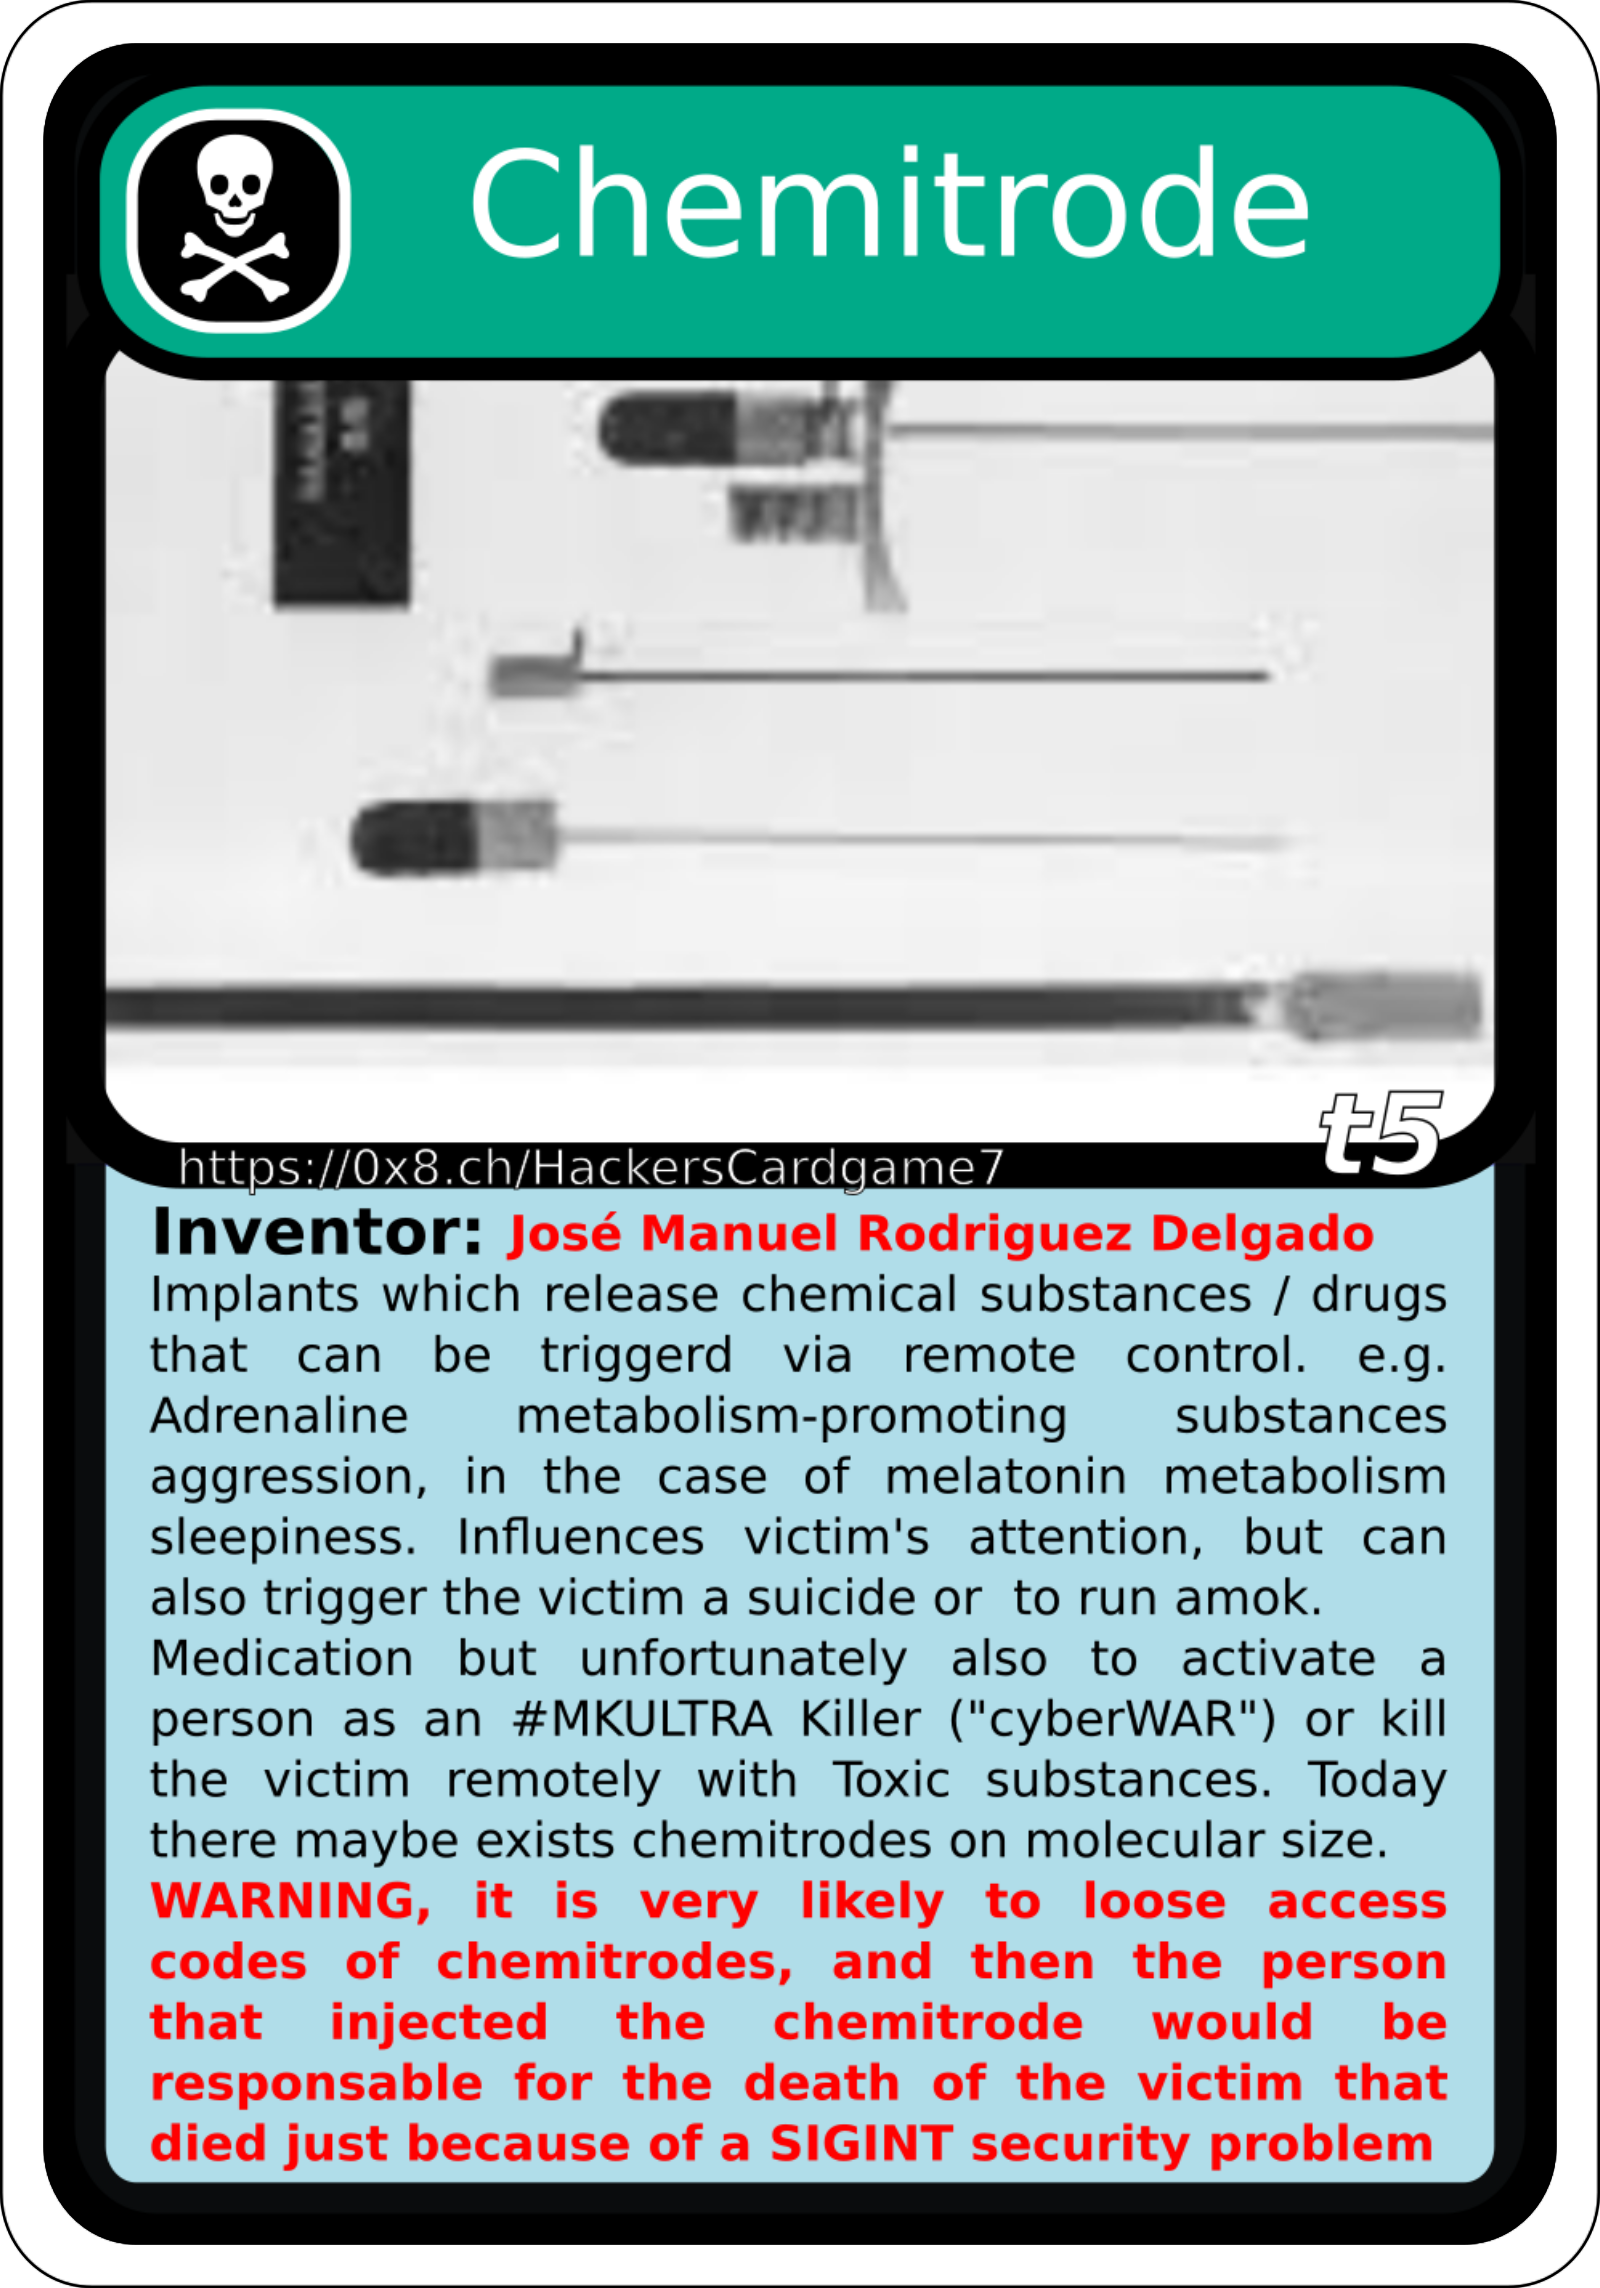 Chemitrode
t5
https://0x8.ch/HackersCardgame7
Inventor: José Manuel Rodriguez Delgado
Implants which release chemical substances / drugs
that can be triggerd via remote control. e.g.
Adrenaline metabolism-promoting substances
aggression, in the case of melatonin metabolism
sleepiness. Influences victim's attention, but can
also trigger the victim a suicide or to run amok.
Medication but unfortunately also to activate a
person as an #MKULTRA Killer ("cyberWAR") or kill
the victim remotely with Toxic substances. Today
there maybe exists chemitrodes on molecular size.
WARNING, it is very likely to loose access
codes of chemitrodes, and then the person
that injected the chemitrode would be
responsable for the death of the victim that
died just because of a SIGINT security problem